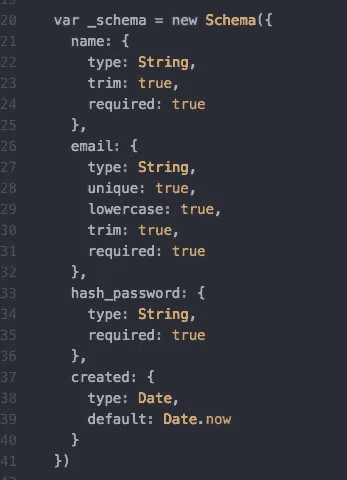 20 var _schema = new Schema({
21 name: {
22 type: String,
23 trim: true,
24 required: true
25 },
26 email: {
27 type: String,
28 unique: true,
29 lowercase: true,
30 trim: true,
31 required: true
32 },
33 hash_password: {
34 type: String,
35 required: true
36 },
37 created: {
38 type: Date,
39 default: Date.now
40 }
41 })